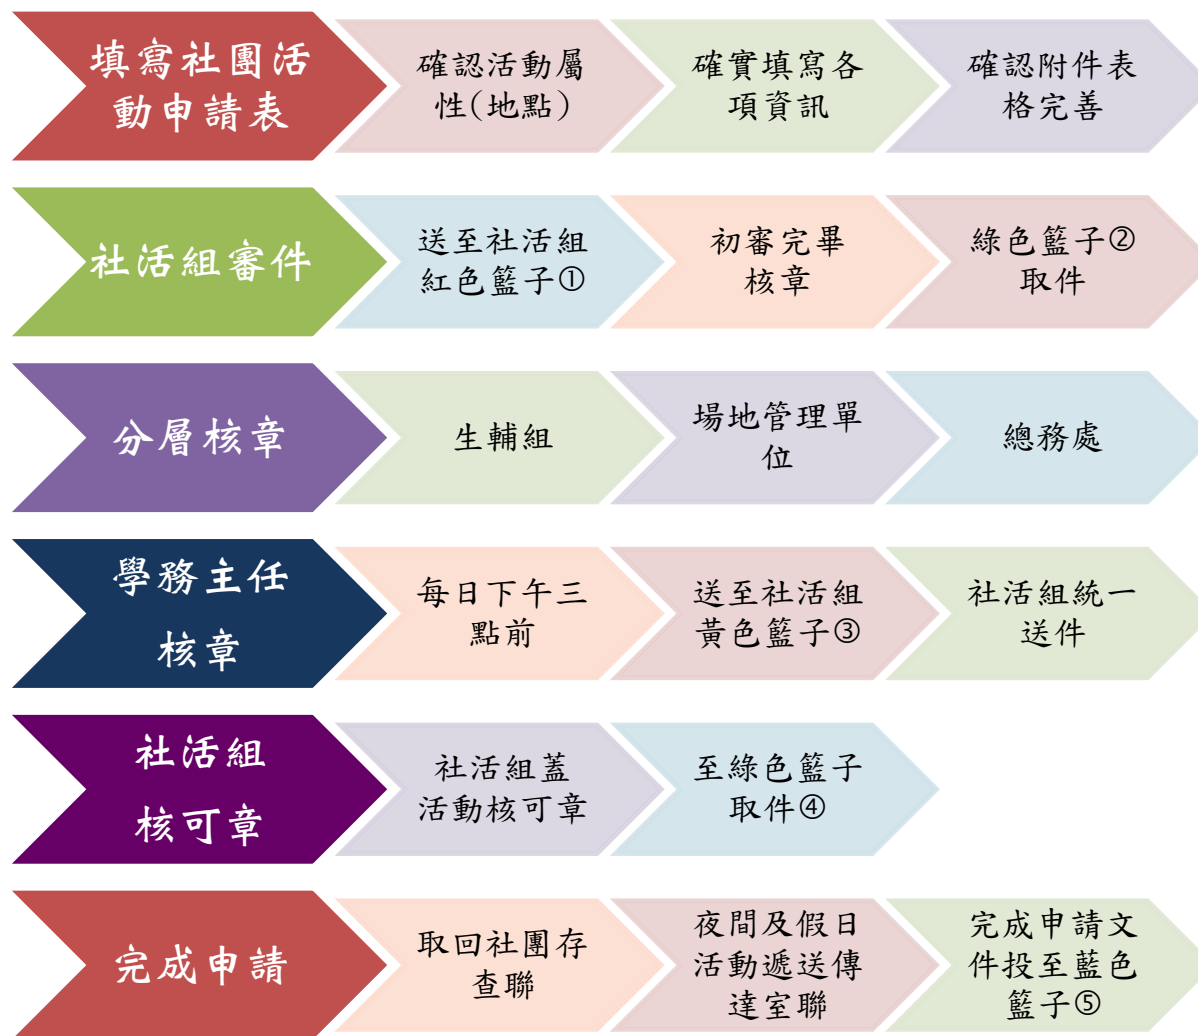 填寫社團活
動申請表
確認活動屬
性(地點)
確實填寫各
項資訊
確認附件表
格完善
社活組審件
送至社活組
紅色籃子①
初審完畢
核章
綠色籃子②
取件
分層核章
生輔組
場地管理單
位
總務處
學務主任
核章
每日下午三
點前
送至社活組
黃色籃子③
社活組統一
送件
社活組
核可章
社活組蓋
活動核可章
至綠色籃子
取件④
完成申請
取回社團存
查聯
夜間及假日
活動遞送傳
達室聯
完成申請文
件投至藍色
籃子⑤